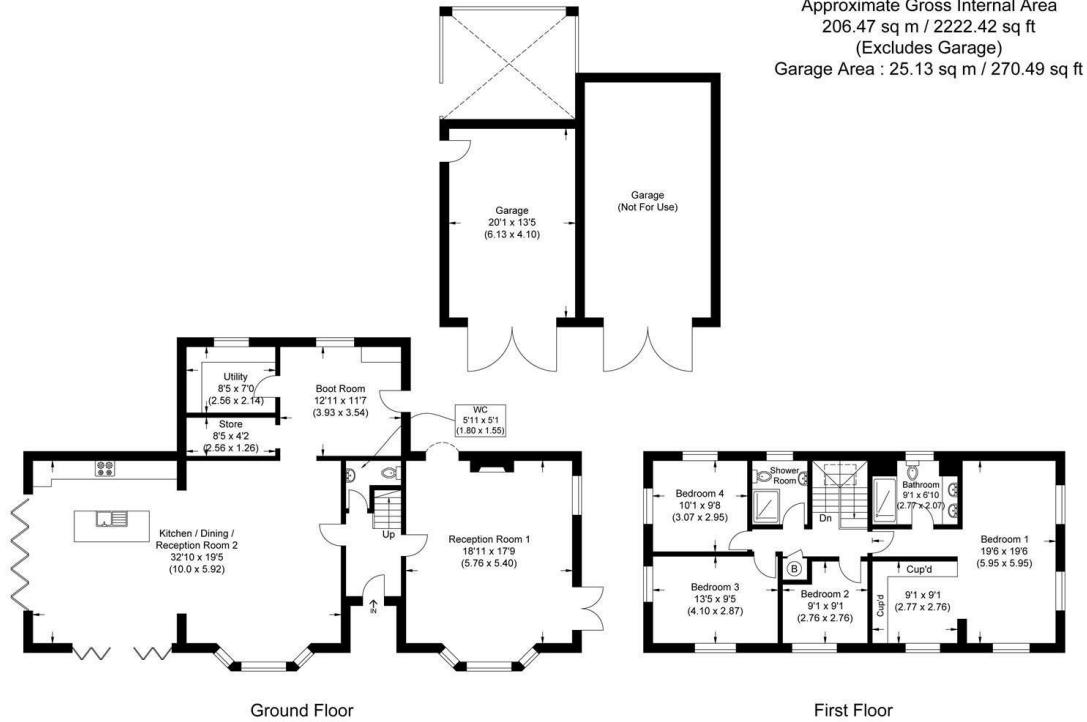 Approximate Gross Internal Area
206.47 sq m / 2222.42 sq ft
(Excludes Garage)
Garage Area : 25.13 sq m / 270.49 sq ft
Garage
20'1 x 13'5
(6.13 x 4.10)
Garage
(Not For Use)
Utility
8'5 x 7'0
(2.56 x 2.14)
Store
8'5 x 4'2
(2.56 x 1.26)
Boot Room
12'11 x 11'7
(3.93 x 3.54)
WC
5'11 x 5'1
(1.80 x 1.55)
Kitchen / Dining /
Reception Room 2
32'10 x 19'5
(10.0 x 5.92)
Up
IN
Reception Room 1
18'11 x 17'9
(5.76 x 5.40)
Bedroom 4
10'1 x 9'8
(3.07 x 2.95)
Shower
Room
Dn
Bathroom
9'1 x 6'10
(2.77 x 2.07)
Bedroom 1
19'6 x 19'6
(5.95 x 5.95)
Bedroom 3
13'5 x 9'5
(4.10 x 2.87)
B
Bedroom 2
9'1 x 9'1
(2.76 x 2.76)
Cup'd
Cup'd
9'1 x 9'1
(2.77 x 2.76)
Ground Floor
First Floor